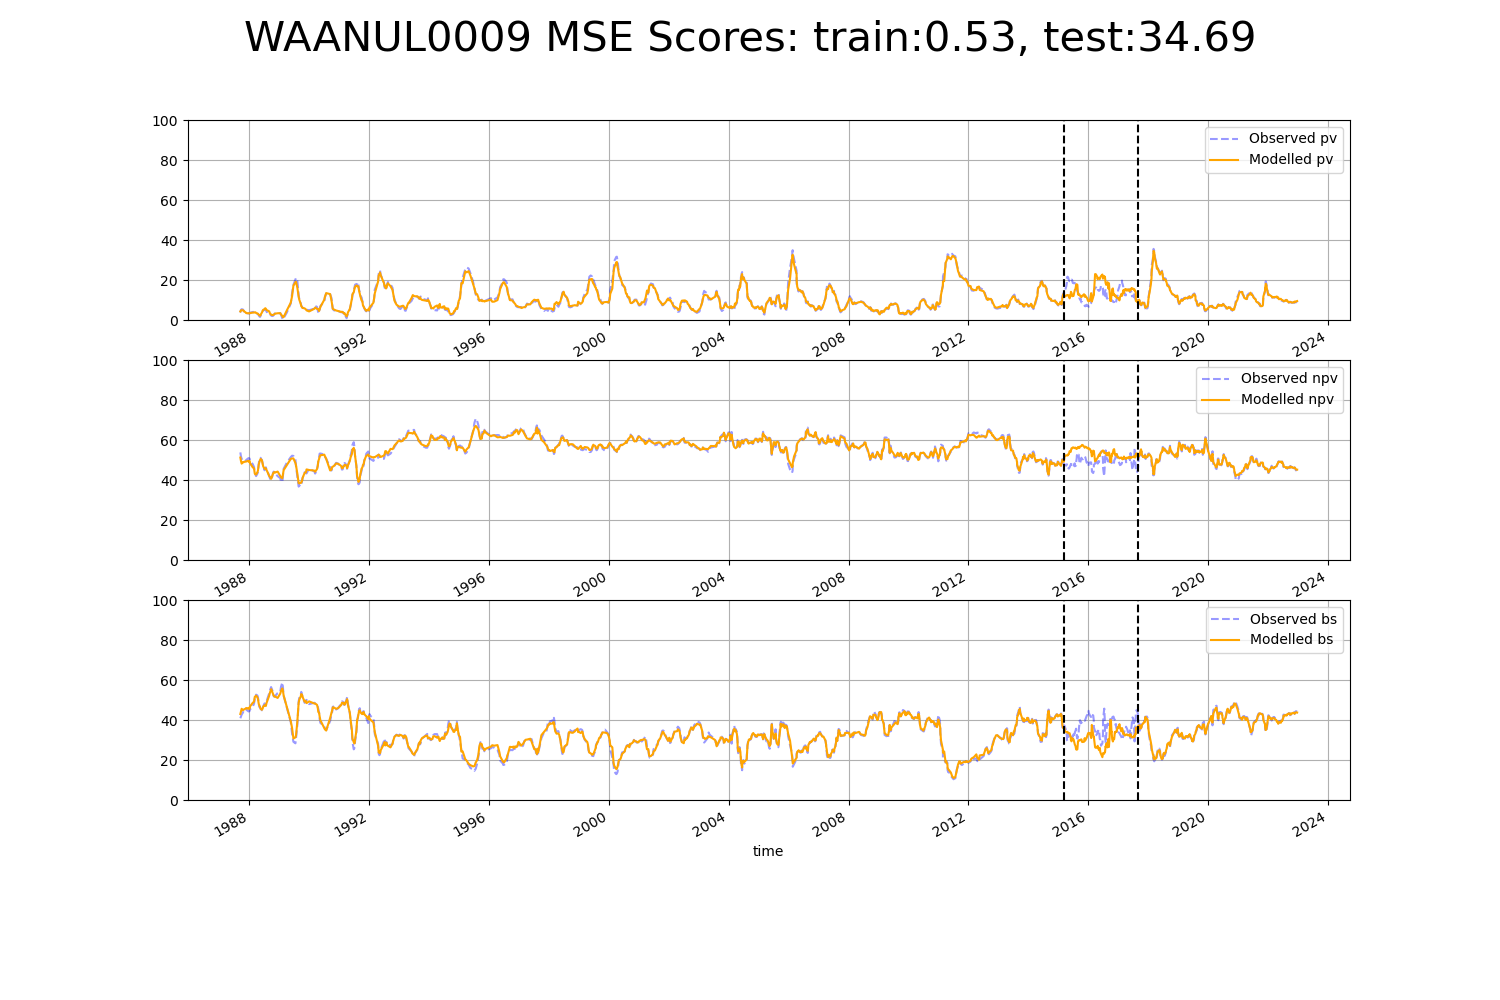 WAANUL0009 MSE Scores: train:0.53, test:34.69
100
80
60
40
20
0
Observed pv
Modelled pv
1988 1992 1996 2000 2004 2008 2012 2016 2020 2024
100
80
60
40
20
0
Observed npv
Modelled npv
1988 1992 1996 2000 2004 2008 2012 2016 2020 2024
100
80
60
40
20
0
Observed bs
Modelled bs
1988 1992 1996 2000 2004 2008 2012 2016 2020 2024
time